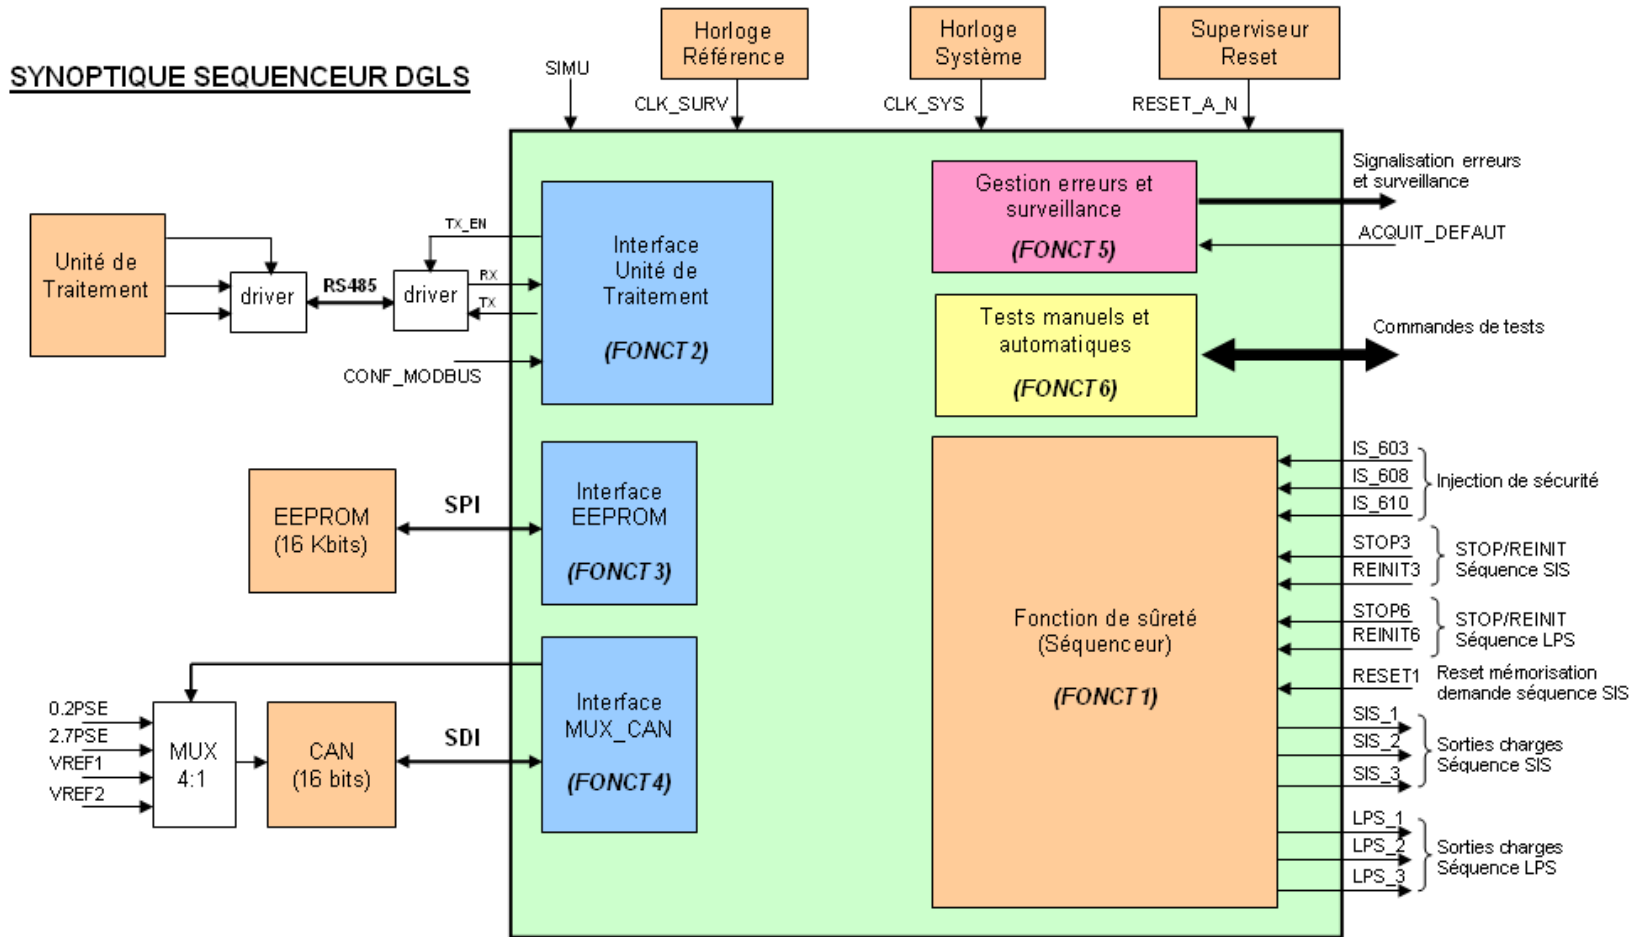 SYNOPTIQUE SEQUENCEUR DGLS
Horloge
Référence
Horloge
Système
Superviseur
Reset
SIMU
CLK_SURV
CLK_SYS
RESET_A_N
Unité de
Traitement
driver
RS485
driver
TX_EN
RX
TX
CONF_MODBUS
Interface
Unité de
Traitement
(FONCT 2)
Gestion erreurs et
surveillance
(FONCT 5)
Signalisation erreurs
et surveillance
ACQUIT_DEFAUT
Tests manuels et
automatiques
(FONCT 6)
Commandes de tests
EEPROM
(16 Kbits)
SPI
Interface
EEPROM
(FONCT 3)
0.2PSE
2.7PSE
VREF1
VREF2
MUX
4:1
CAN
(16 bits)
SDI
Interface
MUX_CAN
(FONCT 4)
Fonction de sûreté
(Séquenceur)
(FONCT 1)
IS_603
IS_608
IS_610
Injection de sécurité
STOP3
REINIT3
STOP/REINIT
Séquence SIS
STOP6
REINIT6
STOP/REINIT
Séquence LPS
RESET1
Reset mémorisation
demande séquence SIS
SIS_1
SIS_2
SIS_3
Sorties charges
Séquence SIS
LPS_1
LPS_2
LPS_3
Sorties charges
Séquence LPS